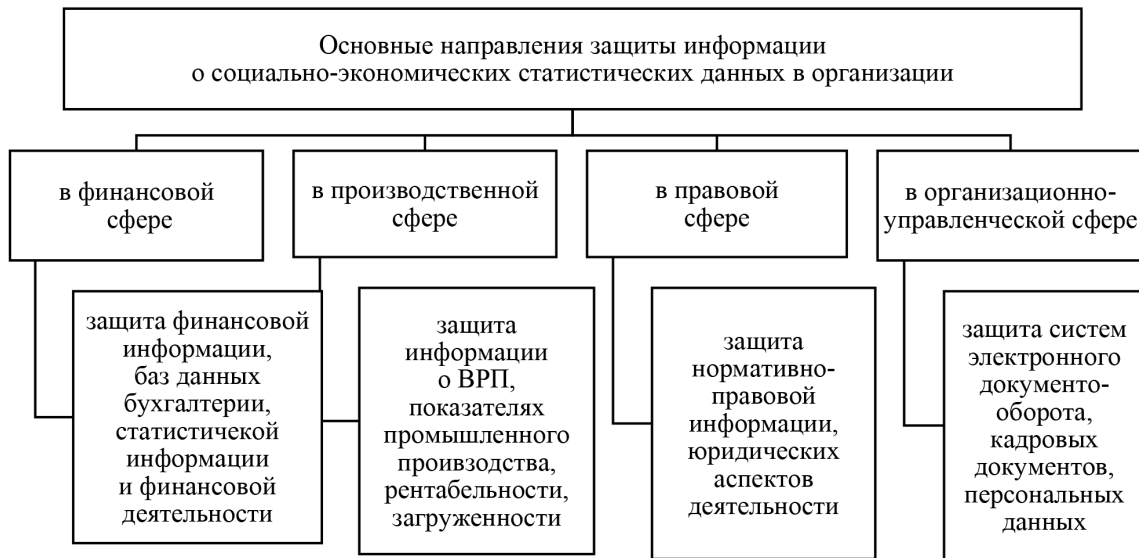 Основные направления защиты информации
о социально-экономических статистических данных в организации
в финансовой
сфере
в производственной
сфере
в правовой
сфере
в организационно-
управленческой сфере
защита финансовой
информации,
баз данных
бухгалтерии,
статистичекой
информации
и финансовой
деятельности
защита
информации
о ВРП,
показателях
промышленного
проивзодства,
рентабельности,
загруженности
защита
нормативно-
правовой
информации,
юридических
аспектов
деятельности
защита систем
электронного
документо-
оборота,
кадровых
документов,
персональных
данных